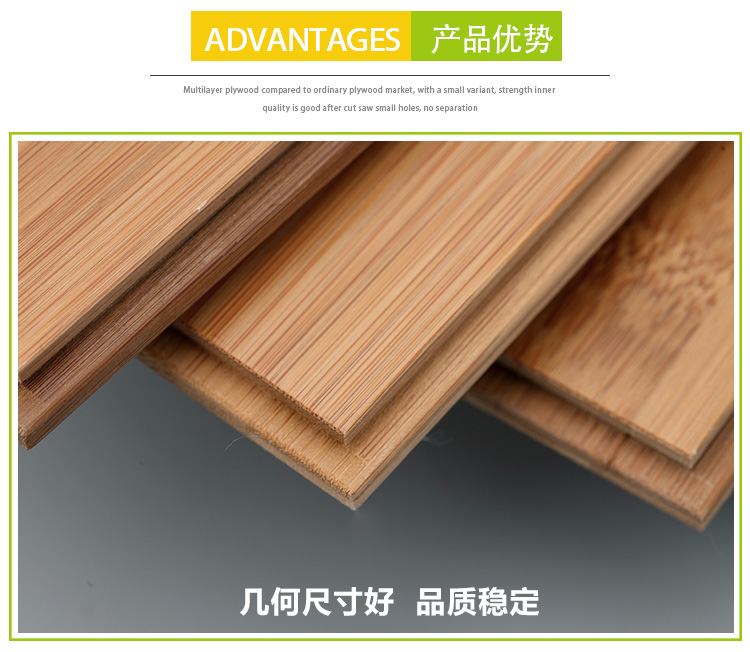 ADVANTAGES 产品优势
Multilayer plywood compared to ordinary plywood market, with a small variant, strength inner
quality is good after cut saw small holes, no separation
几何尺寸好 品质稳定